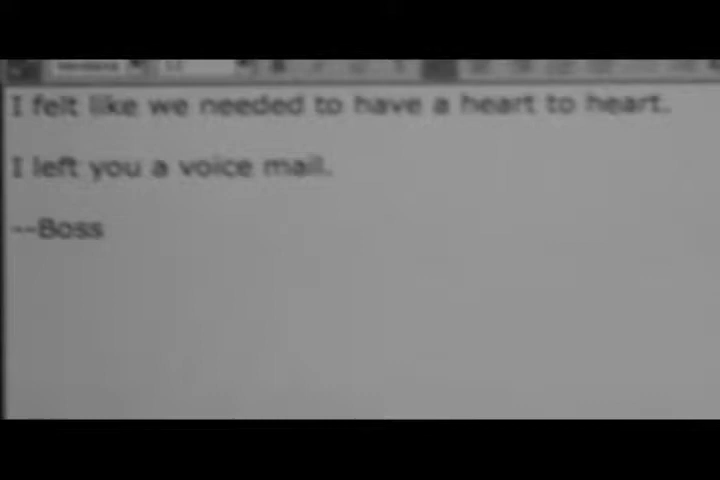 I felt like we needed to have a heart to heart.
I left you a voice mail.
--Boss